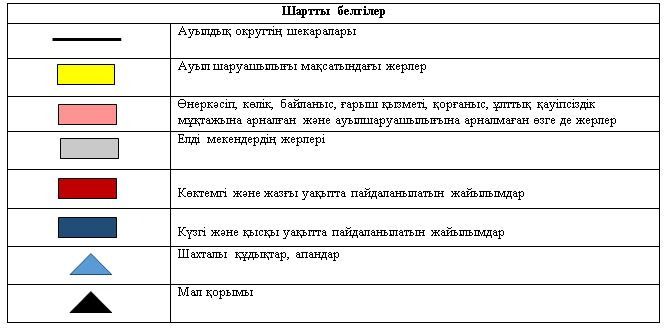 Шартты белгілер
Ауылдық округтің шекаралары
Ауыл шаруашылығы мақсатындағы жерлер
Өнеркәсіп, көлік, байланыс, ғарыш қызметі, қорғаныс, ұлттық қауіпсіздік
мұқтажына арналған және ауылшаруашылығына арналмаған өзге де жерлер
Елді мекендердің жерлері
Көктемгі және жазғы уақытта пайдаланылатын жайылымдар
Күзгі және қысқы уақытта пайдаланылатын жайылымдар
Шахталы құдықтар, апандар
Мал қорымы